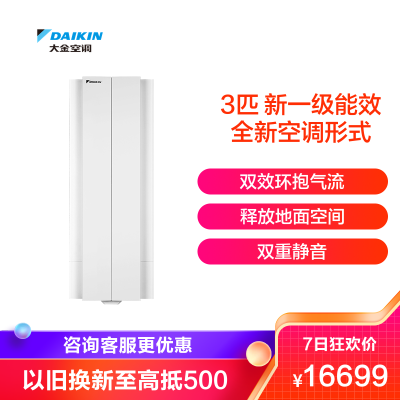 DAIKIN
大金空调
DAIKIN
3匹 新一级能效
全新空调形式
双效环抱气流
释放地面空间
双重静音
咨询客服更优惠
7日狂欢价
以旧换新至高抵500
¥16699